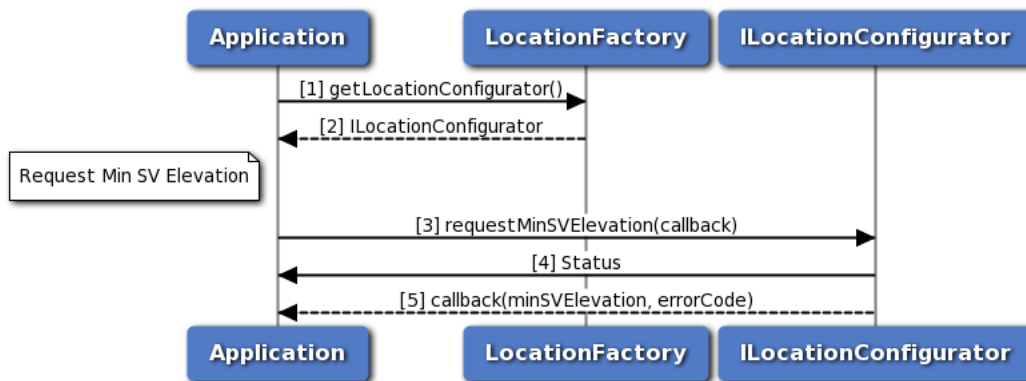 Application
LocationFactory
ILocationConfigurator
[1] getLocationConfigurator()
[2] ILocationConfigurator
Request Min SV Elevation
[3] requestMinSVElevation(callback)
[4] Status
[5] callback(minSVElevation, errorCode)
Application
LocationFactory
ILocationConfigurator